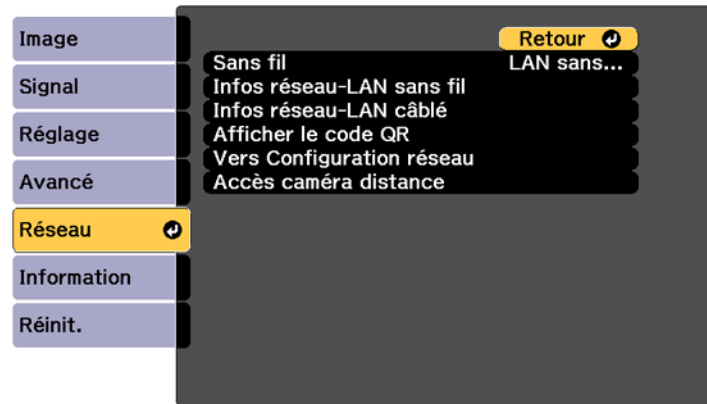 Image
Signal
Réglage
Avancé
Réseau
Information
Réinit.
Retour
Sans fil LAN sans...
Infos réseau-LAN sans fil
Infos réseau-LAN câblé
Afficher le code QR
Vers Configuration réseau
Accès caméra distance